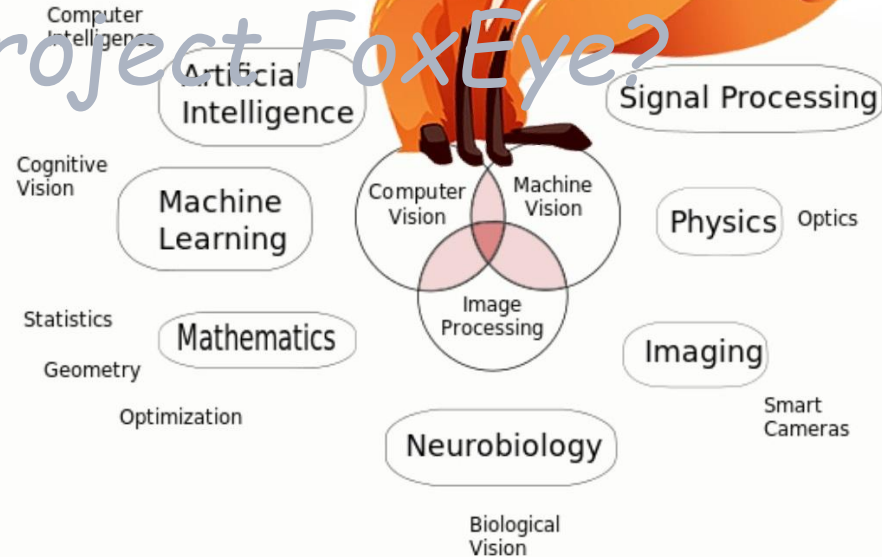 roject FoxEye?
Computer
Intelligence
Artificial
Intelligence
Signal Processing
Cognitive
Vision
Machine
Learning
Computer
Vision
Machine
Vision
Physics
Optics
Image
Processing
Statistics
Mathematics
Geometry
Imaging
Optimization
Smart
Cameras
Neurobiology
Biological
Vision